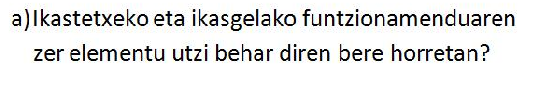 a)Ikastetxeko eta ikasgelako funtzionamenduaren
zer elementu utzi behar diren bere horretan?